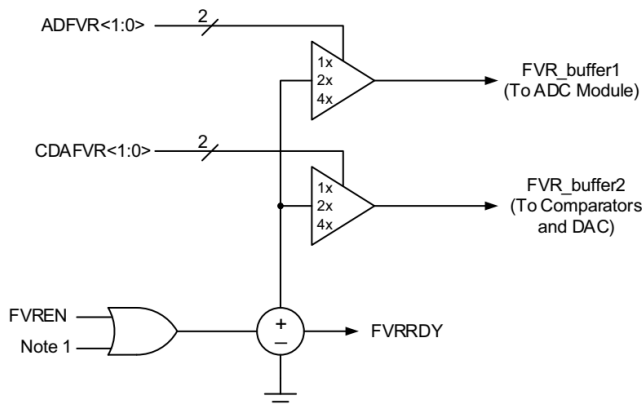 ADFVR<1:0>
2
1x
2x
4x
FVR_buffer1
(To ADC Module)
CDAFVR<1:0>
2
1x
2x
4x
FVR_buffer2
(To Comparators
and DAC)
FVREN
Note 1
+
–
FVRRDY